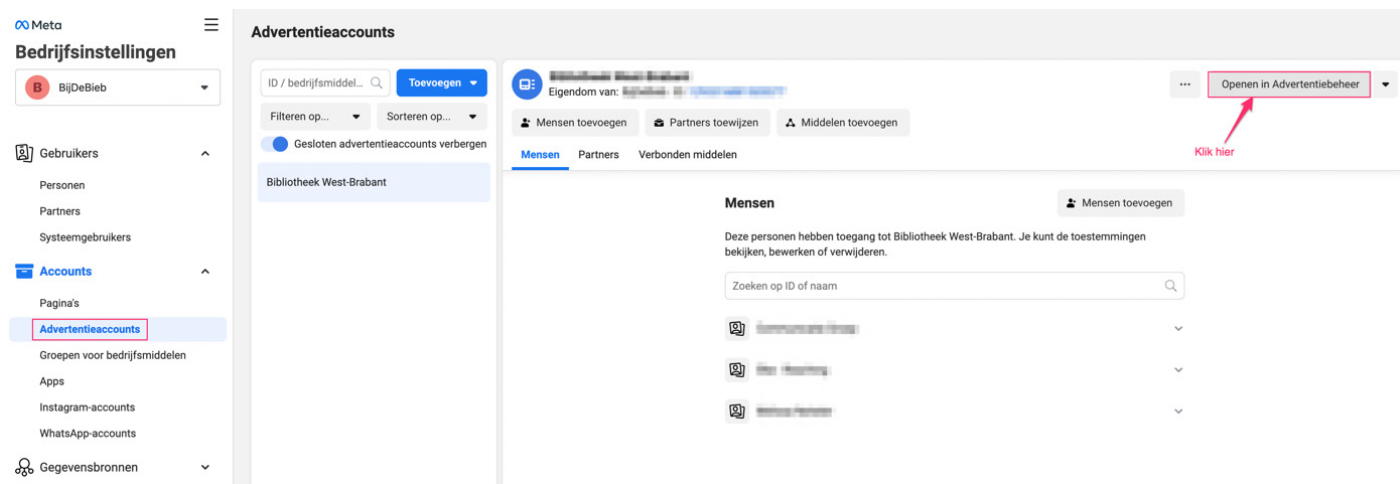 Meta
Bedrijfsinstellingen
B BijDeBieb
Gebruikers
Personen
Partners
Systeemgebruikers
Accounts
Pagina's
Advertentieaccounts
Groepen voor bedrijfsmiddelen
Apps
Instagram-accounts
WhatsApp-accounts
Gegevensbronnen
Advertentieaccounts
ID / bedrijfsmiddel...
Toevoegen
Filteren op...
Sorteren op...
Gesloten advertentieaccounts verbergen
Bibliotheek West-Brabant
Eigendom van:
...
Openen in Advertentiebeheer
Klik hier
Mensen toevoegen
Partners toewijzen
Middelen toevoegen
Mensen
Partners
Verbonden middelen
Mensen
Mensen toevoegen
Deze personen hebben toegang tot Bibliotheek West-Brabant. Je kunt de toestemmingen
bekijken, bewerken of verwijderen.
Zoeken op ID of naam